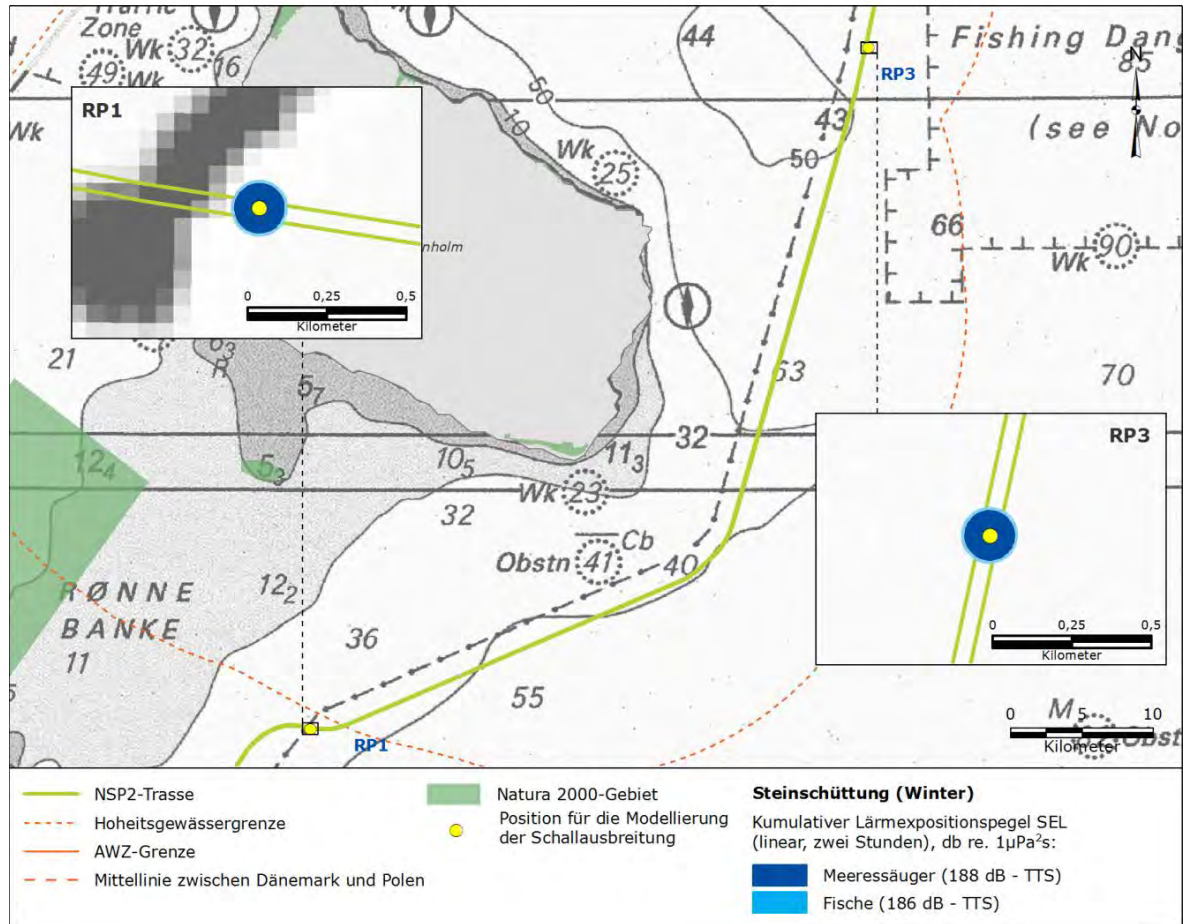 Traffic
Zone
Wk 32
49 Wk
Wk
16
44
50
10
Fishing Dang
85
N
RP3
43
(see No
50
Wk
25
RP1
nholm
0 0,25 0,5
Kilometer
66
90
Wk
21
6₃
R
5₇
63
70
12₄
5₃
10₅
11₃
32
Wk 23
32
RP3
Cb
Obstn 41
40
12₂
RØNNE
BANKE
11
36
55
0 0,25 0,5
Kilometer
RP1
M
0 5 10
Kilometer
Obst
NSP2-Trasse
Hoheitsgewässergrenze
AWZ-Grenze
Mittellinie zwischen Dänemark und Polen
Natura 2000-Gebiet
Position für die Modellierung
der Schallausbreitung
Steinschüttung (Winter)
Kumulativer Lärmexpositionspegel SEL
(linear, zwei Stunden), db re. 1µPa²s:
Meeressäuger (188 dB - TTS)
Fische (186 dB - TTS)